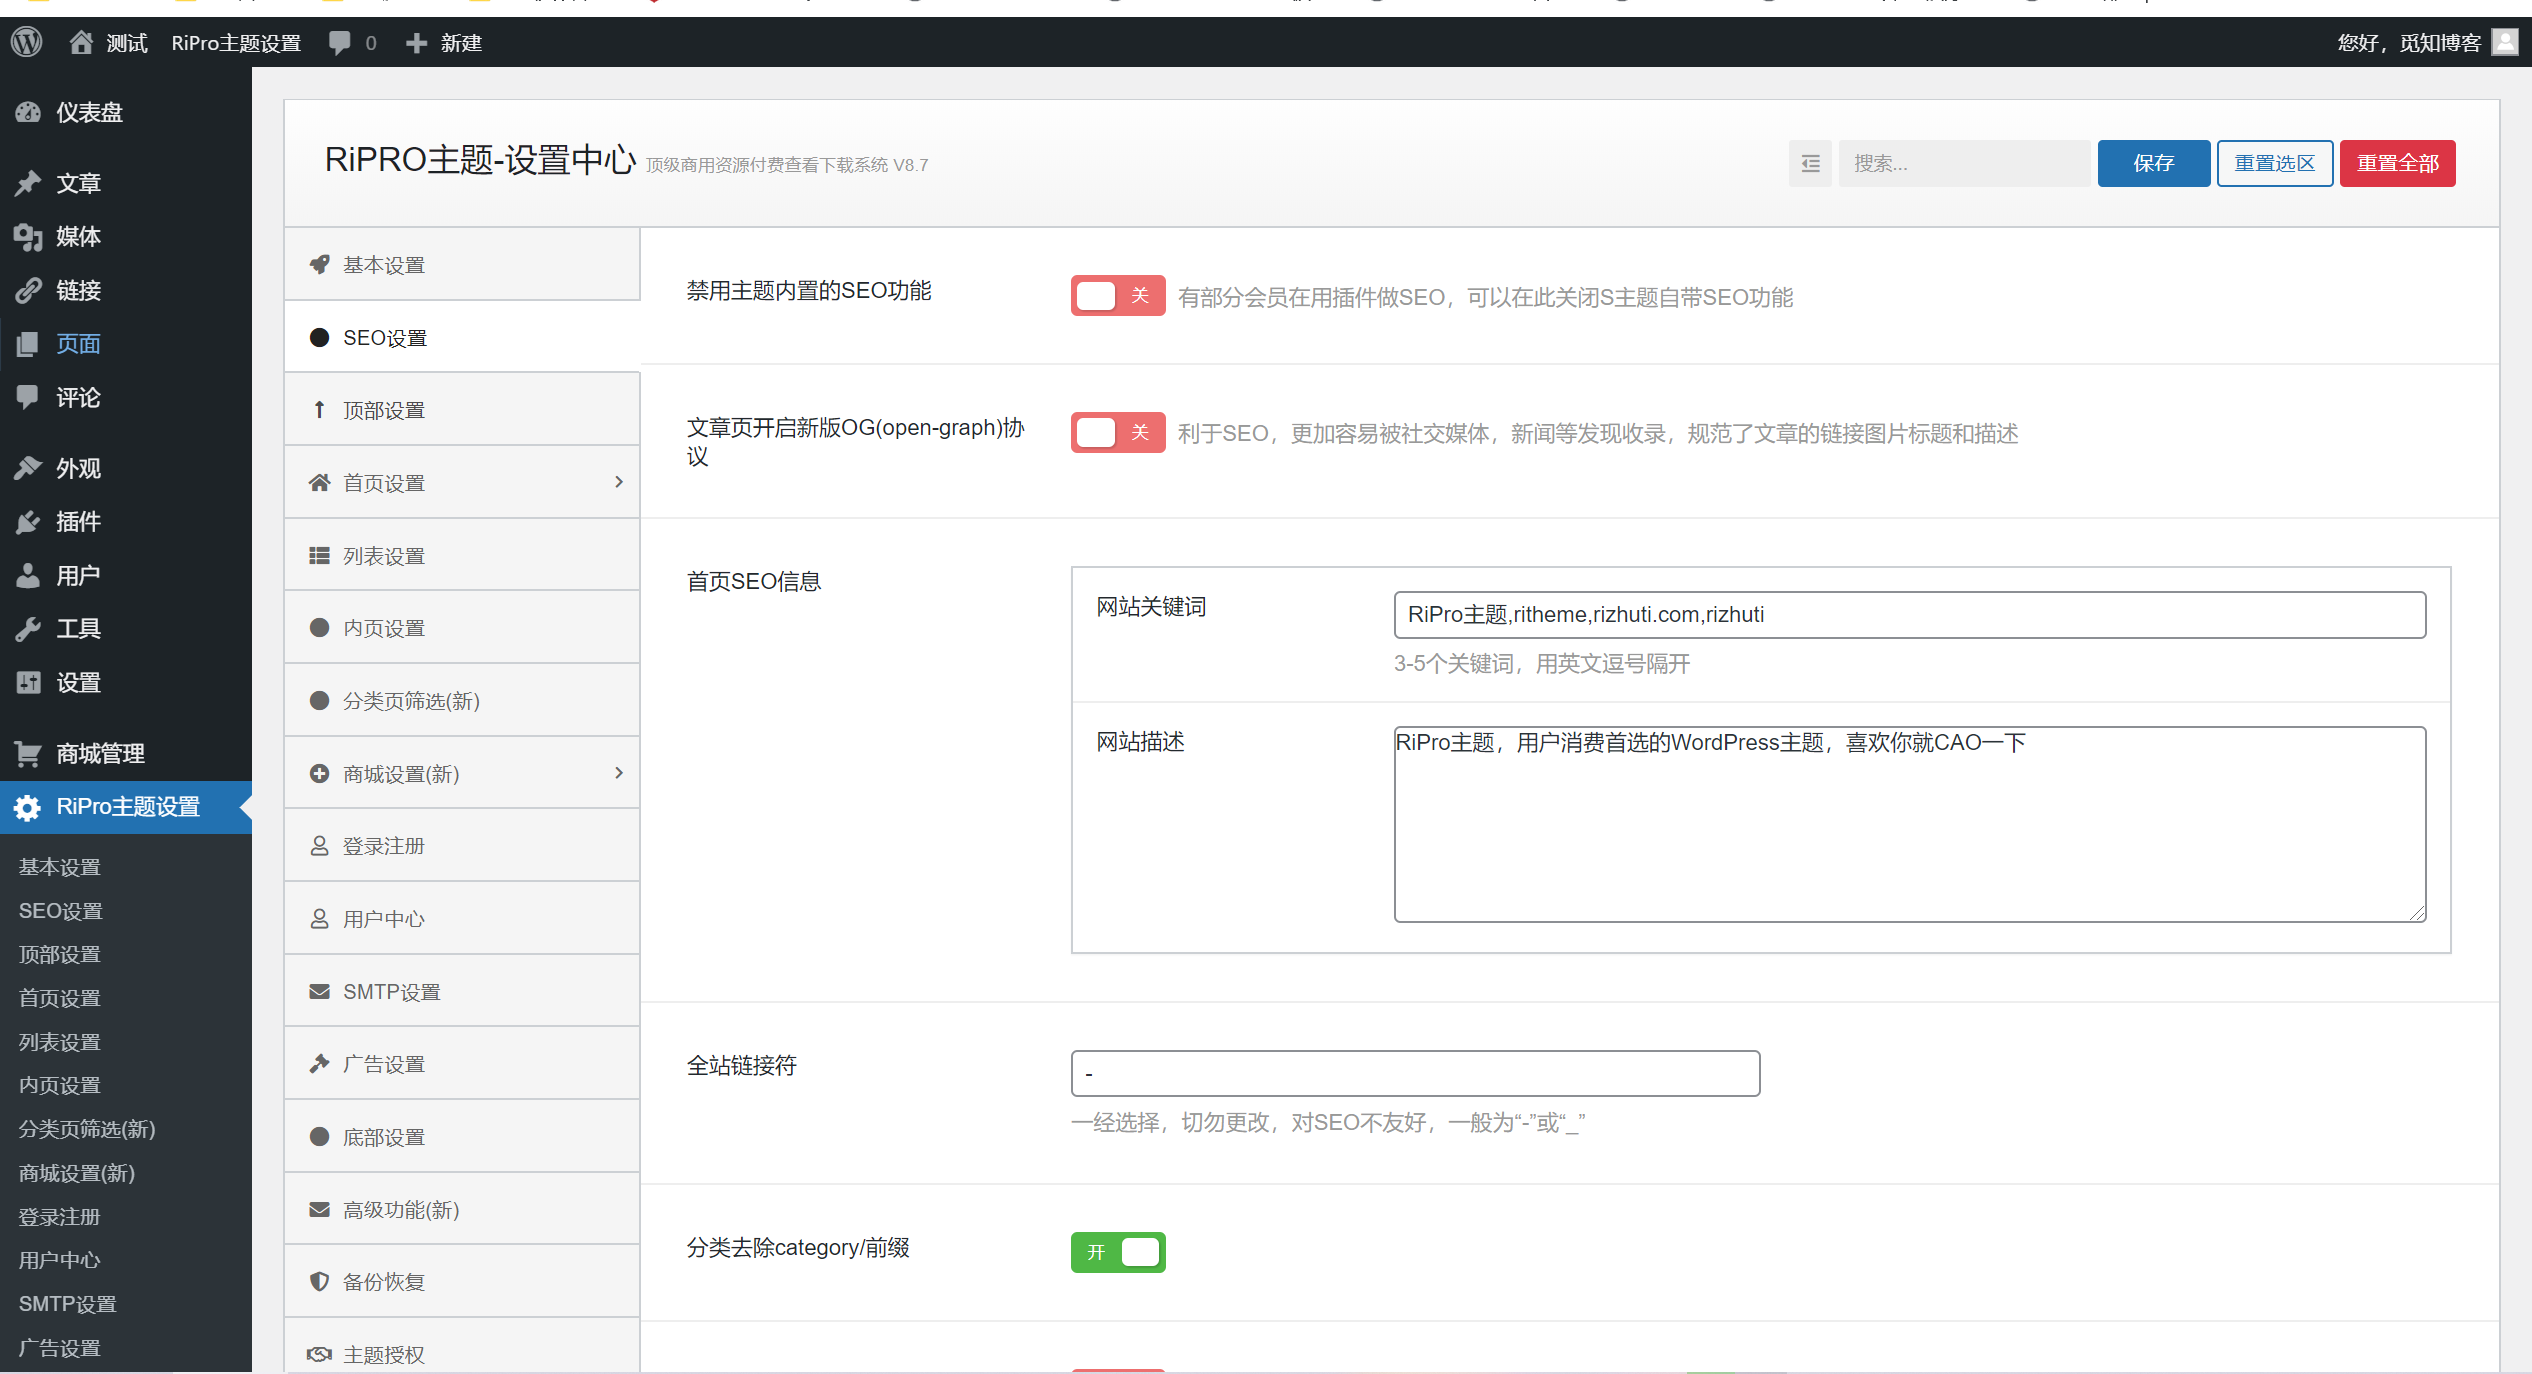 测试
RiPro主题设置
0
新建
您好，觅知博客
仪表盘
文章
媒体
链接
页面
评论
外观
插件
用户
工具
设置
商城管理
RiPro主题设置
基本设置
SEO设置
顶部设置
首页设置
列表设置
内页设置
分类页筛选(新)
商城设置(新)
登录注册
用户中心
SMTP设置
广告设置
RiPRO主题-设置中心 顶级商用资源付费查看下载系统 V8.7
搜索...
保存
重置选区
重置全部
基本设置
SEO设置
顶部设置
首页设置
列表设置
内页设置
分类页筛选(新)
商城设置(新)
登录注册
用户中心
SMTP设置
广告设置
底部设置
高级功能(新)
备份恢复
主题授权
禁用主题内置的SEO功能
关
有部分会员在用插件做SEO，可以在此关闭S主题自带SEO功能
文章页开启新版OG(open-graph)协
议
关
利于SEO，更加容易被社交媒体，新闻等发现收录，规范了文章的链接图片标题和描述
首页SEO信息
网站关键词
RiPro主题,ritheme,rizhuti.com,rizhuti
3-5个关键词，用英文逗号隔开
网站描述
RiPro主题，用户消费首选的WordPress主题，喜欢你就CAO一下
全站链接符
-
一经选择，切勿更改，对SEO不友好，一般为“-”或“_”
分类去除category/前缀
开